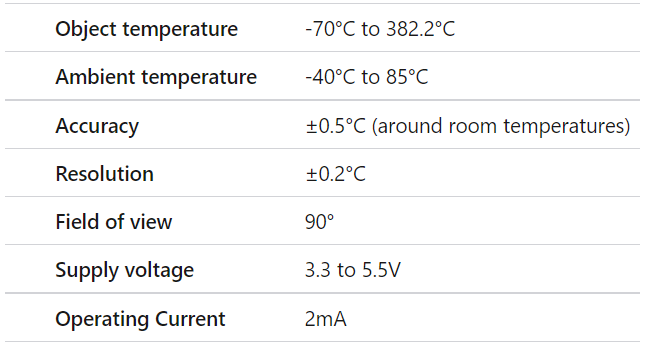 Object temperature -70°C to 382.2°C
Ambient temperature -40°C to 85°C
Accuracy ±0.5°C (around room temperatures)
Resolution ±0.2°C
Field of view 90°
Supply voltage 3.3 to 5.5V
Operating Current 2mA